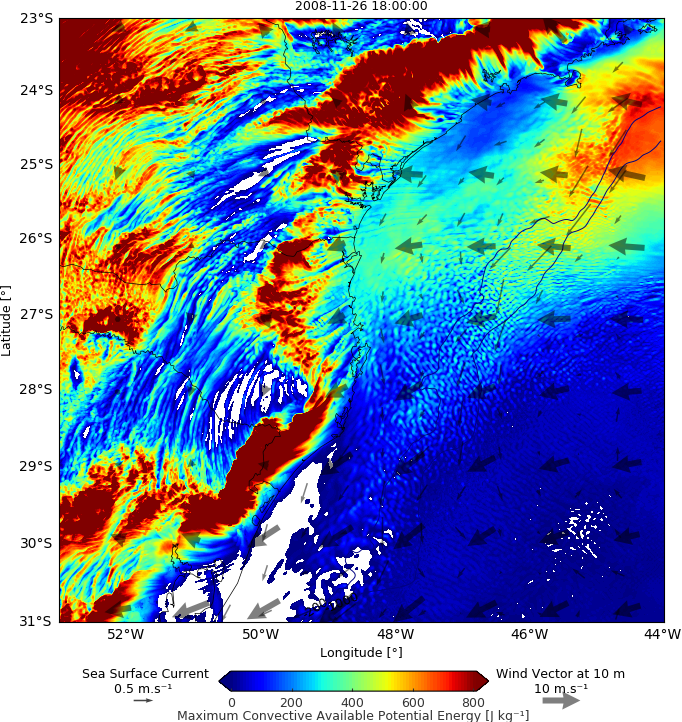 2008-11-26 18:00:00
23°S
24°S
25°S
26°S
27°S
28°S
29°S
30°S
31°S
Latitude [°]
52°W
50°W
48°W
46°W
44°W
Longitude [°]
Sea Surface Current
0.5 m.s⁻¹
Wind Vector at 10 m
10 m.s⁻¹
0
200
400
600
800
Maximum Convective Available Potential Energy [J kg⁻¹]